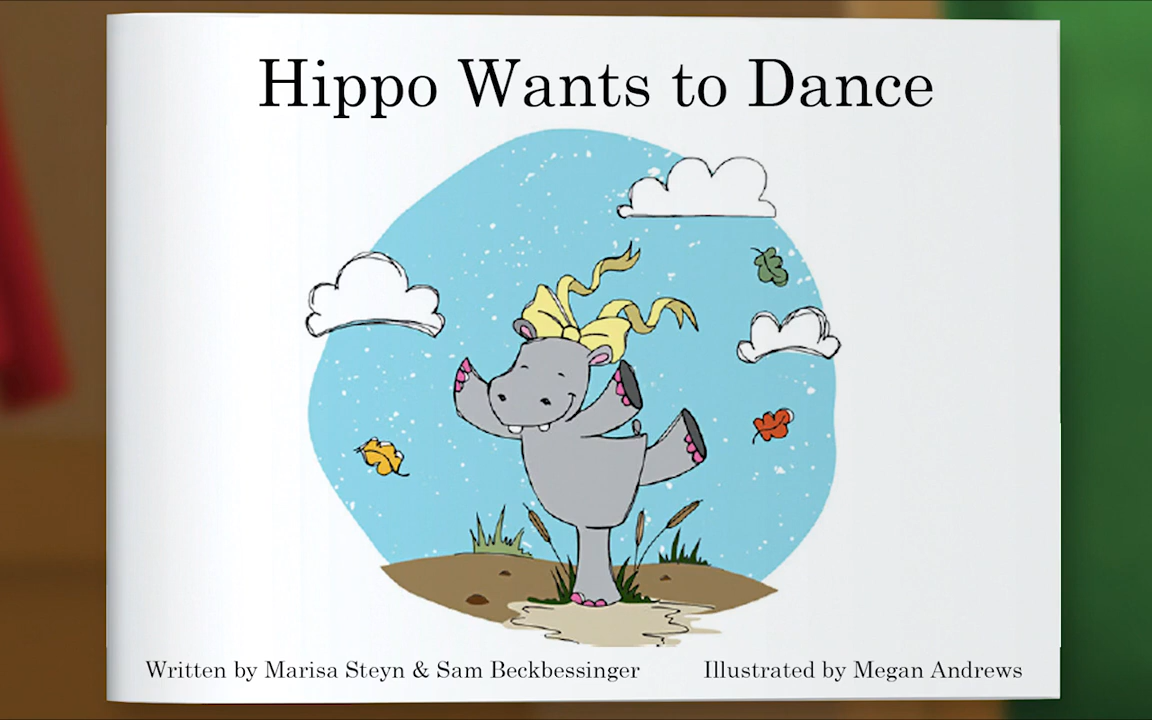 Hippo Wants to Dance
Written by Marisa Steyn & Sam Beckbessinger
Illustrated by Megan Andrews